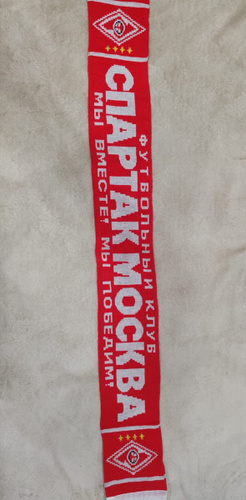 ФУТБОЛЬНЫЙ КЛУБ
СПАРТАК МОСКВА
МЫ ВМЕСТЕ! МЫ ПОБЕДИМ!